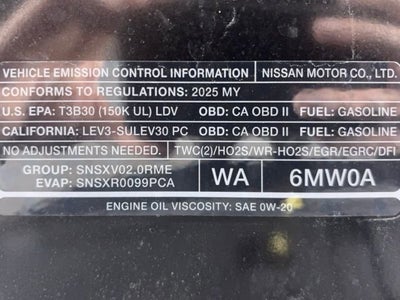 VEHICLE EMISSION CONTROL INFORMATION NISSAN MOTOR CO., LTD.
CONFORMS TO REGULATIONS: 2025 MY
U.S. EPA: T3B30 (150K UL) LDV OBD: CA OBD II FUEL: GASOLINE
CALIFORNIA: LEV3-SULEV30 PC OBD: CA OBD II FUEL: GASOLINE
NO ADJUSTMENTS NEEDED. TWC(2)/HO2S/WR-HO2S/EGR/EGRC/DFI
GROUP: SNSXV02.0RME
EVAP: SNSXR0099PCA
WA 6MW0A
ENGINE OIL VISCOSITY: SAE 0W-20